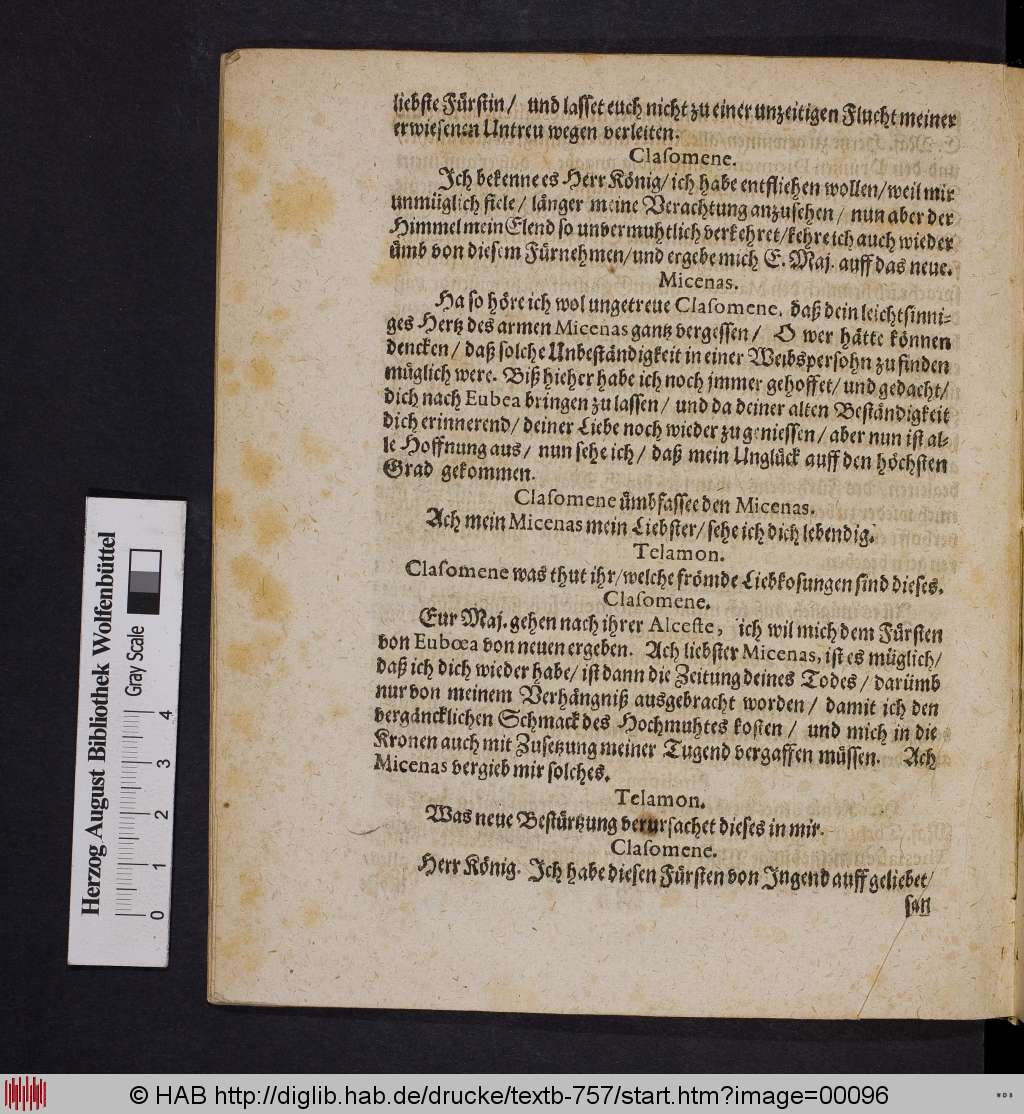 liebste Fürstin/ und lasset euch nicht zu einer unzeitigen Flucht meiner
erwiesenen Untreu wegen verleiten.
Clasomene.
Ich bekenne es Herr König/ ich habe entfliehen wollen/ weil mir
unmüglich fiele/ länger meine Verachtung anzusehen/ nun aber der
Himmel mein Elend so unvermuhtlich verkehret/ kehre ich auch wieder
ümb von diesem Fürnehmen/ und ergebe mich E. Maj. auff das neue.
Micenas.
Ha so höre ich wol ungetreue Clasomene, daß dein leichtsinni-
ges Hertz des armen Micenas gantz vergessen/ O wer hätte können
dencken/ daß solche Unbeständigkeit in einer Weibspersohn zu finden
müglich were. Biß hieher habe ich noch jmmer gehoffet/ und gedacht/
dich nach Eubea bringen zu lassen/ und da deiner alten Beständigkeit
dich erinnerend/ deiner Liebe noch wieder zu geniessen/ aber nun ist al-
le Hoffnung aus/ nun sehe ich/ daß mein Unglück auff den höchsten
Grad gekommen.
Clasomene ümbfassee den Micenas.
Ach mein Micenas mein Liebster/ sehe ich dich lebendig.
Telamon.
Clasomene was thut ihr/ welche frömde Liebkosungen sind dieses.
Clasomene.
Eur Maj. gehen nach ihrer Alceste, ich wil mich dem Fürsten
von Eubœa von neuen ergeben. Ach liebster Micenas, ist es müglich/
daß ich dich wieder habe/ ist dann die Zeitung deines Todes/ darümb
nur von meinem Verhängniß ausgebracht worden/ damit ich den
vergäncklichen Schmack des Hochmuhtes kosten/ und mich in die
Kronen auch mit Zusetzung meiner Tugend vergaffen müssen. Ach
Micenas vergieb mir solches.
Telamon.
Was neue Bestürtzung verursachet dieses in mir.
Clasomene.
Herr König. Ich habe diesen Fürsten von Jngend auff geliebet/
san
Herzog August Bibliothek Wolfenbüttel
Gray Scale
0 1 2 3 4
© HAB http://diglib.hab.de/drucke/textb-757/start.htm?image=00096